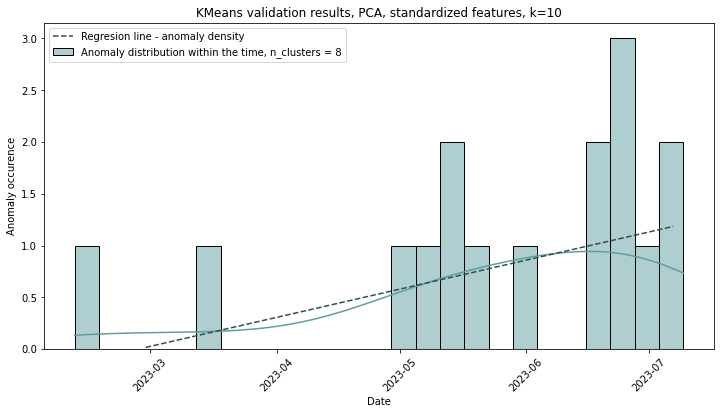 KMeans validation results, PCA, standardized features, k=10
Regresion line - anomaly density
Anomaly distribution within the time, n_clusters = 8
Anomaly occurence
3.0
2.5
2.0
1.5
1.0
0.5
0.0
2023-03
2023-04
2023-05
2023-06
2023-07
Date